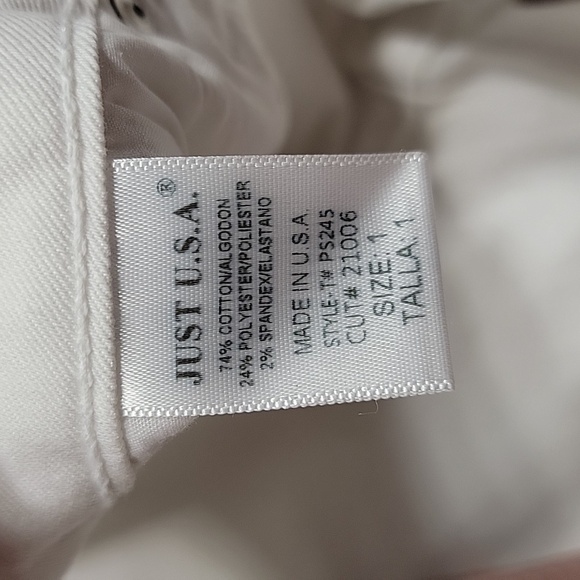 JUST U.S.A.®
74% COTTON/ALGODON
24% POLYESTER/POLIESTER
2% SPANDEX/ELASTANO
MADE IN U.S.A.
STYLE-T# PS245
CUT# 21006
SIZE: 1
TALLA: 1